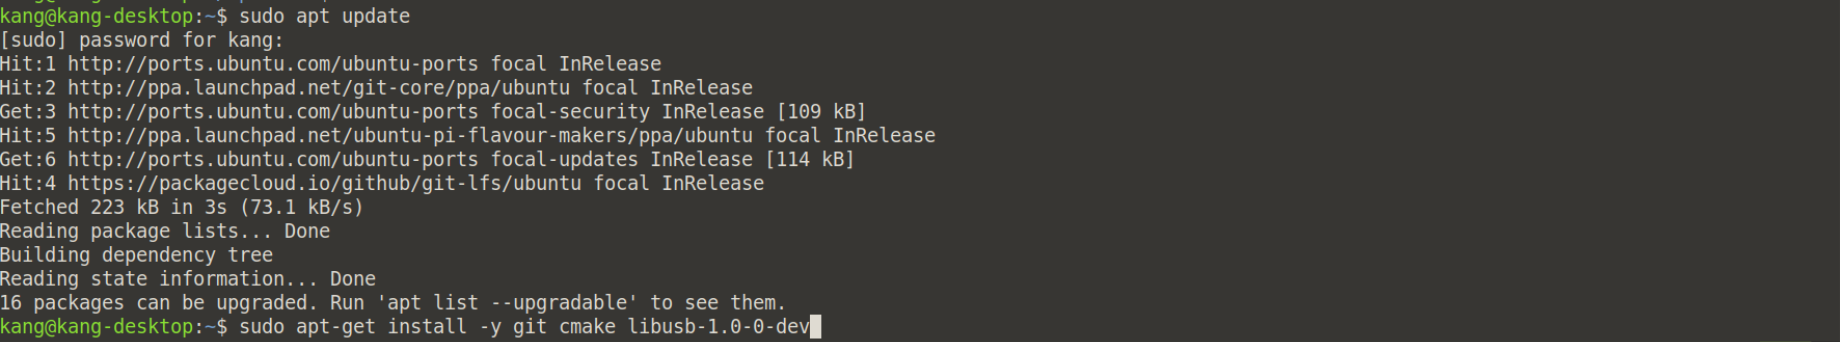 kang@kang-desktop:~$ sudo apt update
[sudo] password for kang:
Hit:1 http://ports.ubuntu.com/ubuntu-ports focal InRelease
Hit:2 http://ppa.launchpad.net/git-core/ppa/ubuntu focal InRelease
Get:3 http://ports.ubuntu.com/ubuntu-ports focal-security InRelease [109 kB]
Hit:5 http://ppa.launchpad.net/ubuntu-pi-flavour-makers/ppa/ubuntu focal InRelease
Get:6 http://ports.ubuntu.com/ubuntu-ports focal-updates InRelease [114 kB]
Hit:4 https://packagecloud.io/github/git-lfs/ubuntu focal InRelease
Fetched 223 kB in 3s (73.1 kB/s)
Reading package lists... Done
Building dependency tree
Reading state information... Done
16 packages can be upgraded. Run 'apt list --upgradable' to see them.
kang@kang-desktop:~$ sudo apt-get install -y git cmake libusb-1.0-0-dev